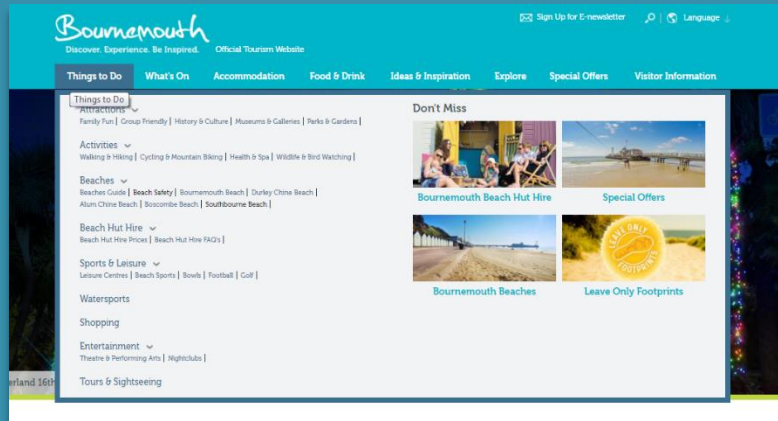 Bournemouth
Discover. Experience. Be Inspired. Official Tourism Website
Sign Up for E-newsletter | Language
Things to Do What's On Accommodation Food & Drink Ideas & Inspiration Explore Special Offers Visitor Information
Things to Do
Attractions
Family Fun | Group Friendly | History & Culture | Museums & Galleries | Parks & Gardens |
Activities
Walking & Hiking | Cycling & Mountain Biking | Health & Spa | Wildlife & Bird Watching |
Beaches
Beaches Guide | Beach Safety | Bournemouth Beach | Durley Chine Beach |
Alum Chine Beach | Boscombe Beach | Southbourne Beach |
Beach Hut Hire
Beach Hut Hire Prices | Beach Hut Hire FAQ's |
Sports & Leisure
Leisure Centres | Beach Sports | Bowls | Football | Golf |
Watersports
Shopping
Entertainment
Theatre & Performing Arts | Nightclubs |
Tours & Sightseeing
Don't Miss
Bournemouth Beach Hut Hire
Special Offers
Bournemouth Beaches
LEAVE ONLY FOOTPRINTS
Leave Only Footprints
erland 16th